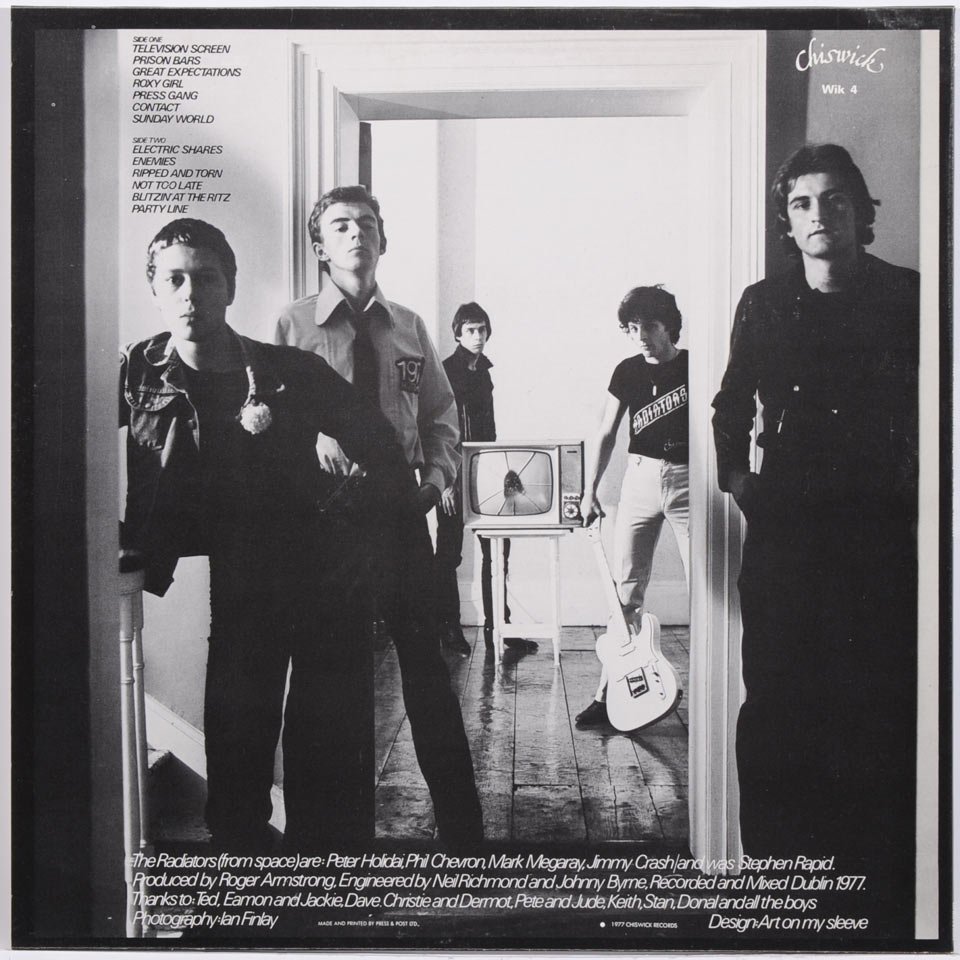 SIDE ONE
TELEVISION SCREEN
PRISON BARS
GREAT EXPECTATIONS
ROXY GIRL
PRESS GANG
CONTACT
SUNDAY WORLD
SIDE TWO
ELECTRIC SHARES
ENEMIES
RIPPED AND TORN
NOT TOO LATE
BLITZIN' AT THE RITZ
PARTY LINE
Chiswick
Wik 4
197
RADIATORS
The Radiators (from space) are: Peter Holidai, Phil Chevron, Mark Megaray, Jimmy Crash/and was Stephen Rapid.
Produced by Roger Armstrong, Engineered by Neil Richmond and Johnny Byrne, Recorded and Mixed Dublin 1977.
Thanks to: Ted, Eamon and Jackie, Dave. Christie and Dermot, Pete and Jude, Keith, Stan, Donal and all the boys
Photography: Ian Finlay
MADE AND PRINTED BY PRESS & POST LTD.,
1977 CHISWICK RECORDS
Design: Art on my sleeve